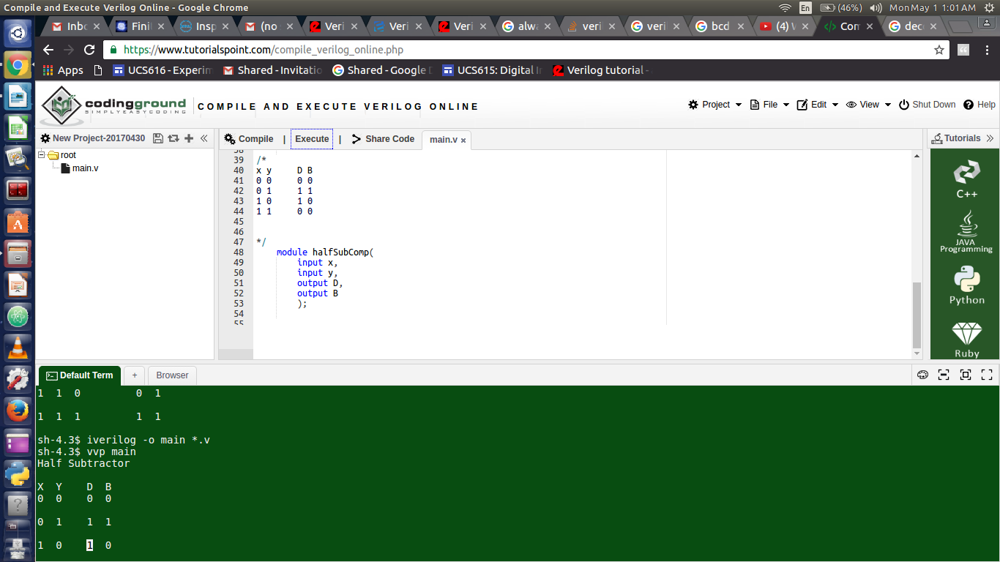 Compile and Execute Verilog Online - Google Chrome
En (46%) Mon May 1 1:01 AM
Inbo Finit Insp (no Veri Veri Veri alwa veril veril bcd (4) Com deco
https://www.tutorialspoint.com/compile_verilog_online.php
Apps UCS616 - Experim Shared - Invitatio Shared - Google D UCS615: Digital I Verilog tutorial -
codingground COMPILE AND EXECUTE VERILOG ONLINE Project File Edit View Shut Down Help
SIMPLYEASYCODING
New Project-20170430 Compile | Execute | Share Code main.v x Tutorials
root
main.v
38
39 /*
40 x y D B
41 0 0 0 0
42 0 1 1 1
43 1 0 1 0
44 1 1 0 0
45
46
47 */
48 module halfSubComp(
49 input x,
50 input y,
51 output D,
52 output B
53 );
54
55
C++
JAVA
Programming
Python
Ruby
Default Term + Browser
1 1 0 0 1
1 1 1 1 1
sh-4.3$ iverilog -o main *.v
sh-4.3$ vvp main
Half Subtractor
X Y D B
0 0 0 0
0 1 1 1
1 0 1 0